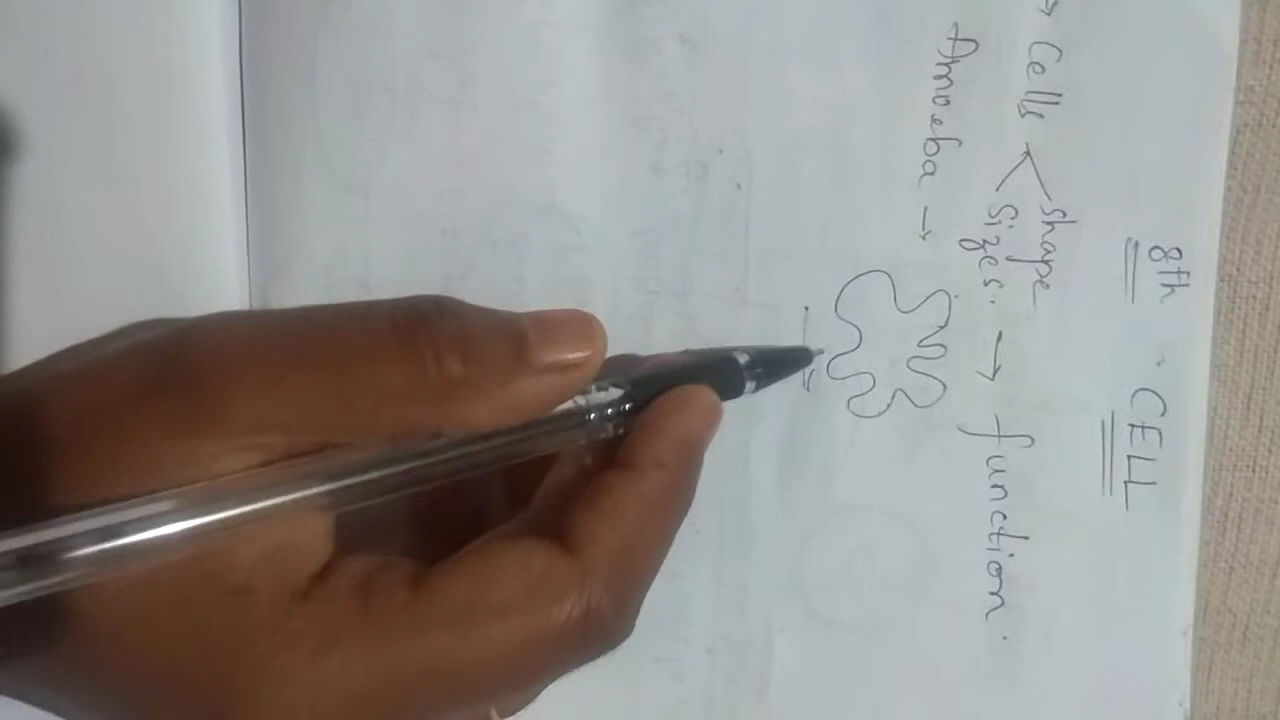 8th . CELL
→ Cells < shape sizes. → function.
Amoeba →